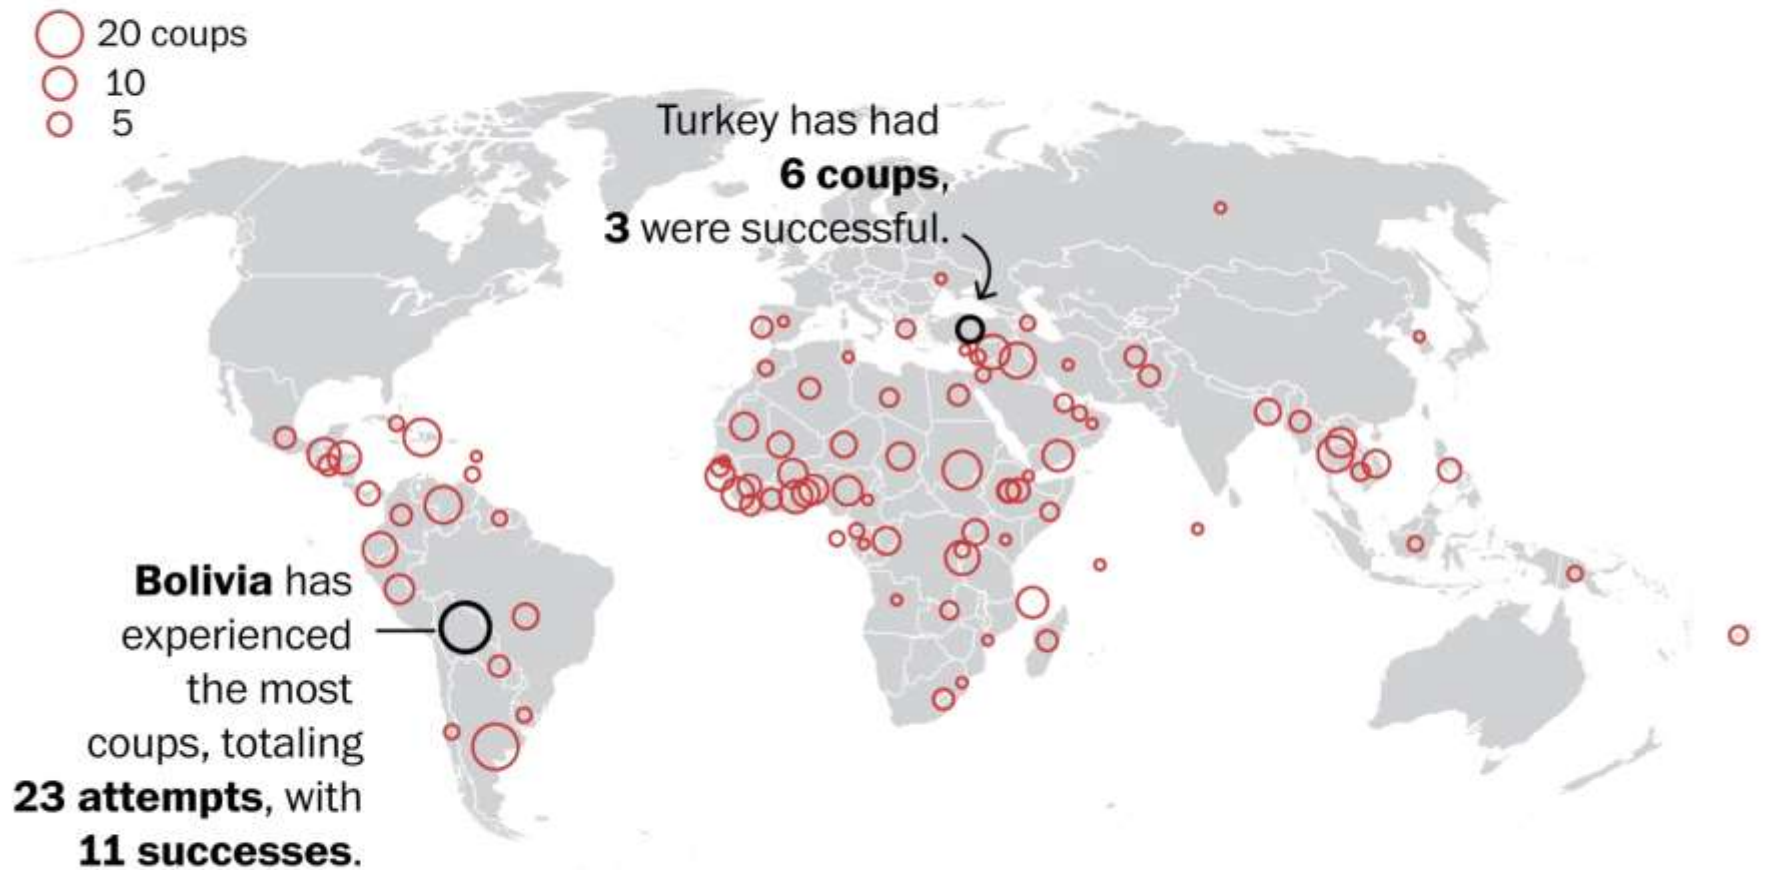 20 coups
10
5
Turkey has had
6 coups,
3 were successful.
Bolivia has
experienced
the most
coups, totaling
23 attempts, with
11 successes.